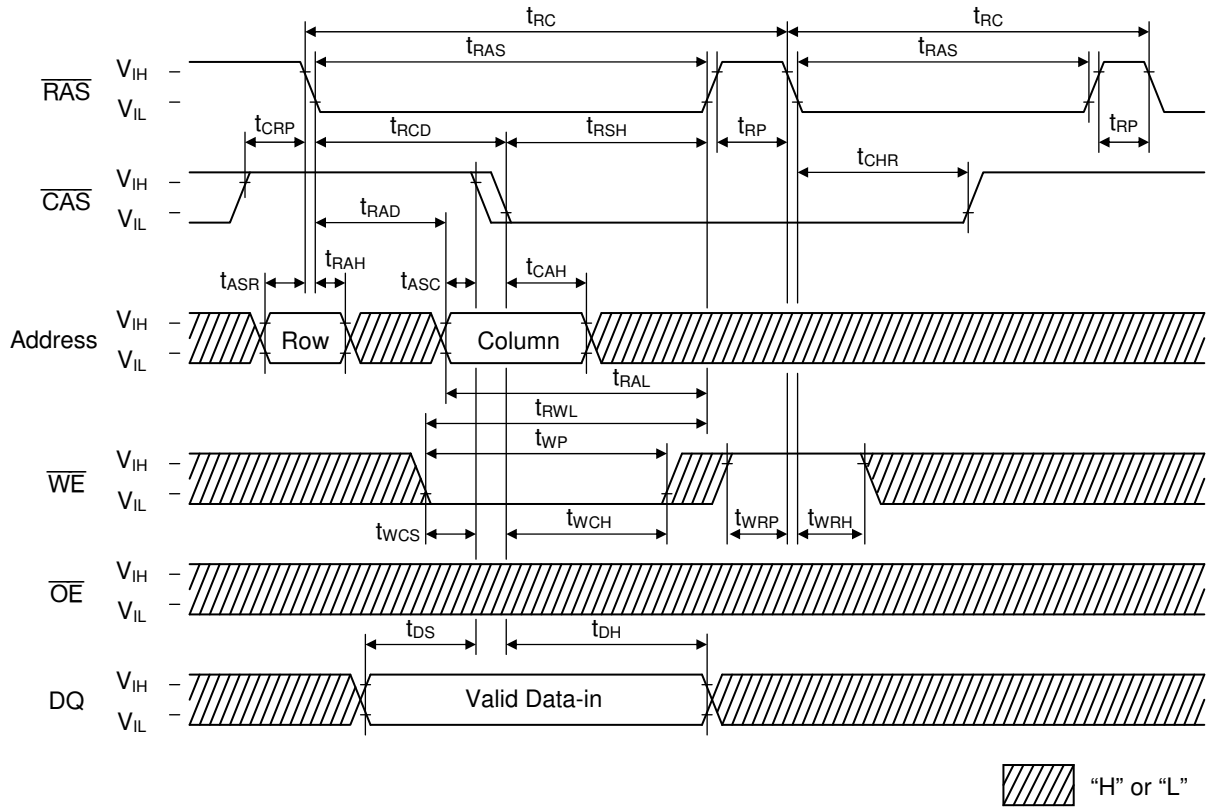 tRC tRC
tRAS tRAS
RAS VIH
VIL
tCRP tRCD tRSH tRP tRP
tCHR
CAS VIH
VIL
tRAD
tASR tRAH tASC tCAH
Address VIH
VIL
Row Column
tRAL
tRWL
tWP
WE VIH
VIL
tWCS tWCH tWRP tWRH
OE VIH
VIL
tDS tDH
DQ VIH
VIL
Valid Data-in
“H” or “L”